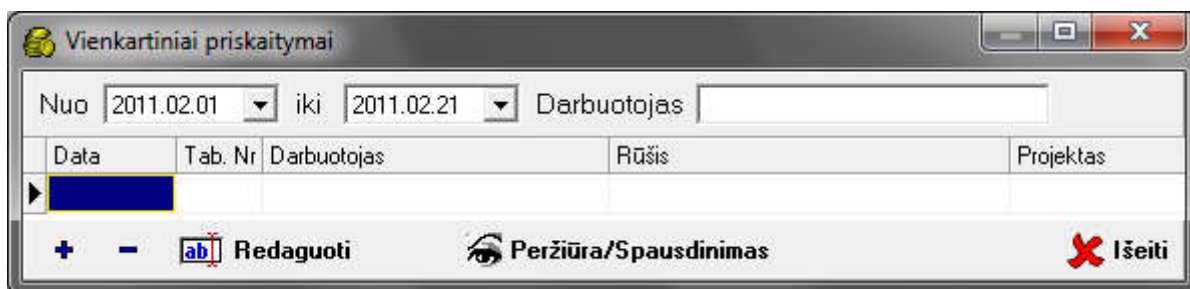 Vienkartiniai priskaitymai
Nuo 2011.02.01 iki 2011.02.21 Darbuotojas
Data Tab. Nr Darbuotojas Rūšis Projektas
+ - ab Redaguoti Peržiūra/Spausdinimas Išeiti